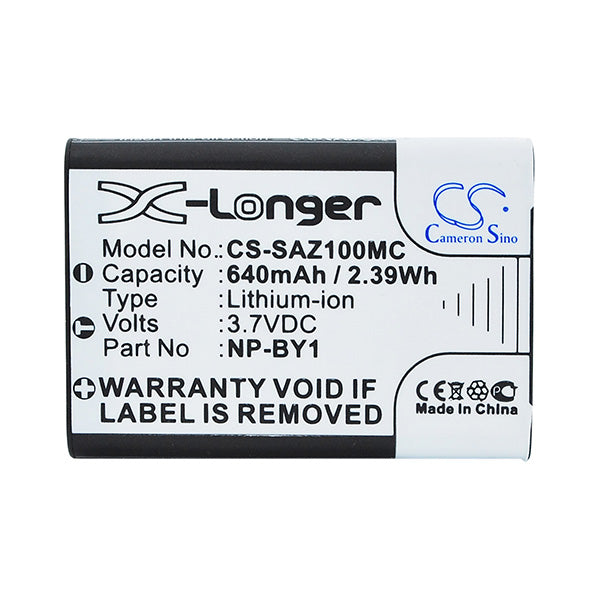 X-Longer
Model No.: CS-SAZ100MC
Capacity : 640mAh / 2.39Wh
Type : Lithium-ion
Volts : 3.7VDC
Part No : NP-BY1
WARRANTY VOID IF
LABEL IS REMOVED
CS
Cameron Sino
CE
Made in China